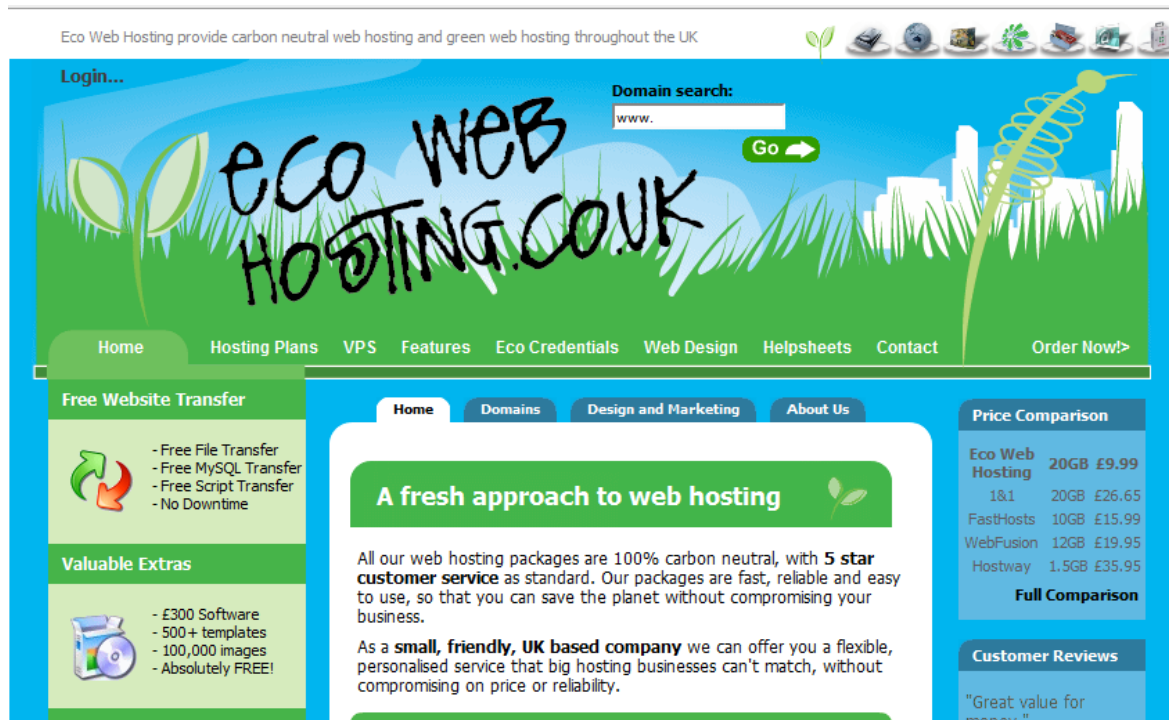 Eco Web Hosting provide carbon neutral web hosting and green web hosting throughout the UK
Login...
Domain search:
www.
Go
eco web
Hosting.co.uk
Home
Hosting Plans
VPS
Features
Eco Credentials
Web Design
Helpsheets
Contact
Order Now!>
Free Website Transfer
- Free File Transfer
- Free MySQL Transfer
- Free Script Transfer
- No Downtime
Valuable Extras
- £300 Software
- 500+ templates
- 100,000 images
- Absolutely FREE!
Home
Domains
Design and Marketing
About Us
A fresh approach to web hosting
All our web hosting packages are 100% carbon neutral, with 5 star
customer service as standard. Our packages are fast, reliable and easy
to use, so that you can save the planet without compromising your
business.
As a small, friendly, UK based company we can offer you a flexible,
personalised service that big hosting businesses can't match, without
compromising on price or reliability.
Price Comparison
Eco Web
Hosting 20GB £9.99
1&1 20GB £26.65
FastHosts 10GB £15.99
WebFusion 12GB £19.95
Hostway 1.5GB £35.95
Full Comparison
Customer Reviews
"Great value for
money."